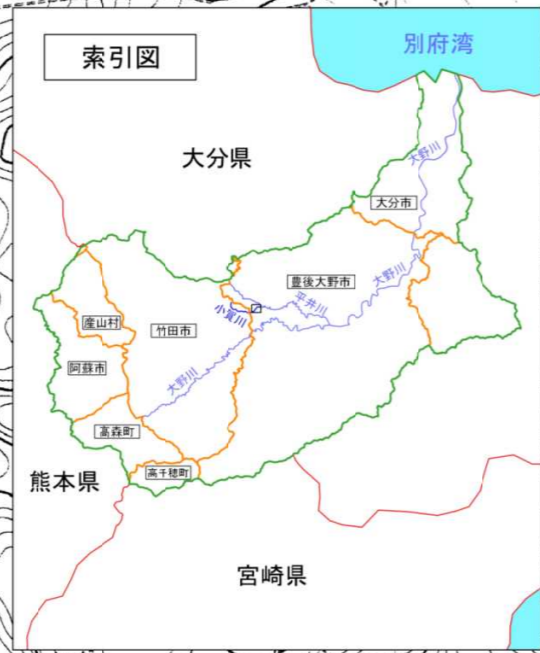 索引図
別府湾
大分県
大野川
大分市
豊後大野市
大野川
平井川
小賀川
産山村
竹田市
阿蘇市
大野川
高森町
高千穂町
熊本県
宮崎県